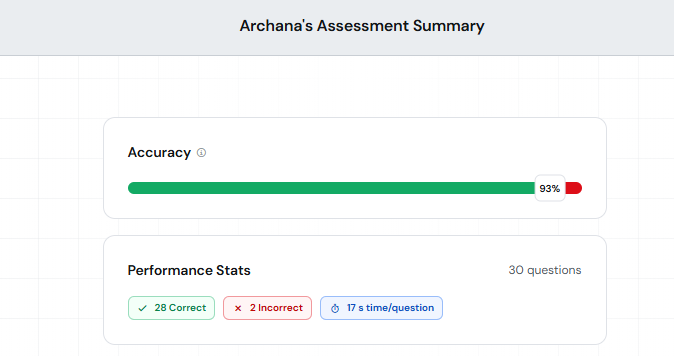 Archana's Assessment Summary
Accuracy
93%
Performance Stats
30 questions
28 Correct
2 Incorrect
17 s time/question